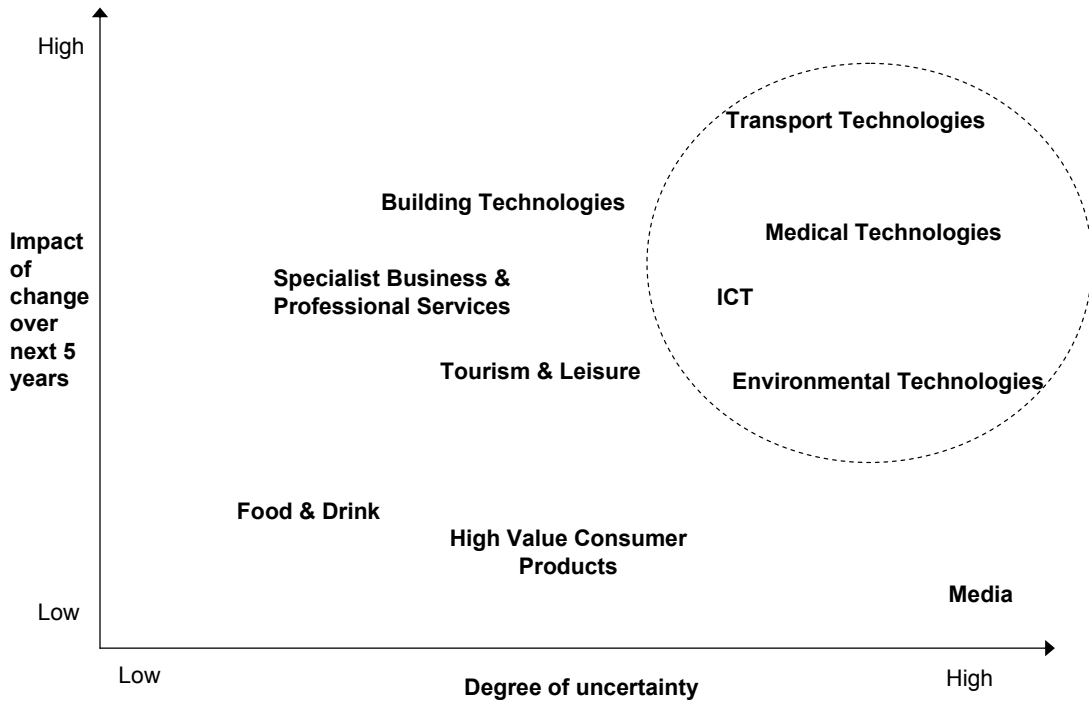 High
Transport Technologies
Building Technologies
Medical Technologies
Impact
of
change
over
next 5
years
Specialist Business &
Professional Services
ICT
Tourism & Leisure
Environmental Technologies
Food & Drink
High Value Consumer
Products
Media
Low
Low
Degree of uncertainty
High